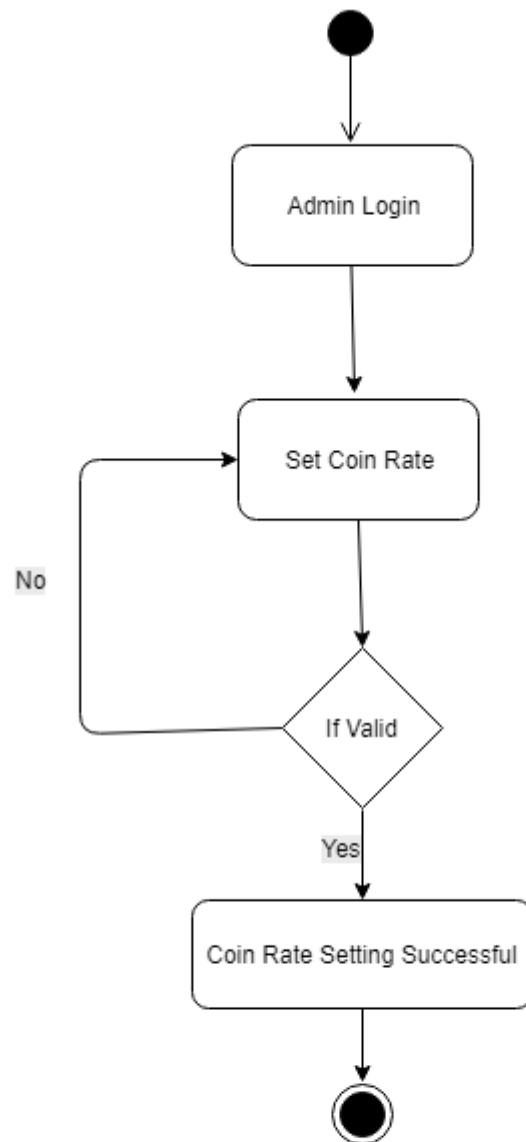 Admin Login
Set Coin Rate
No
If Valid
Yes
Coin Rate Setting Successful